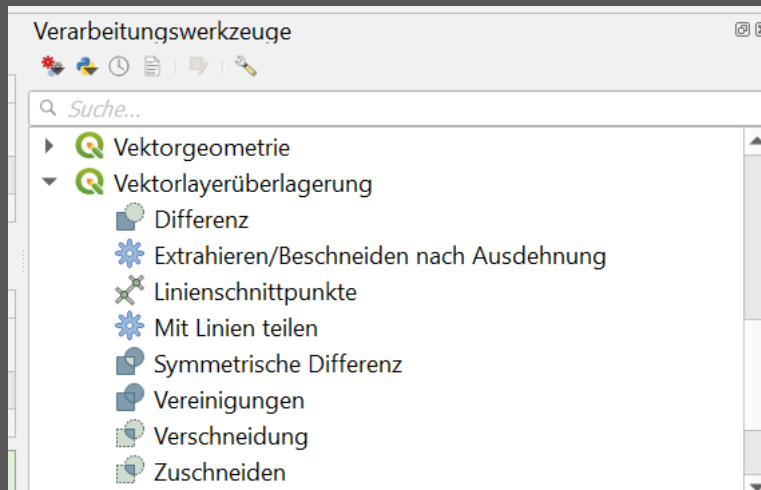 Verarbeitungswerkzeuge
Suche...
Vektorgeometrie
Vektorlayerüberlagerung
Differenz
Extrahieren/Beschneiden nach Ausdehnung
Linienschnittpunkte
Mit Linien teilen
Symmetrische Differenz
Vereinigungen
Verschneidung
Zuschneiden